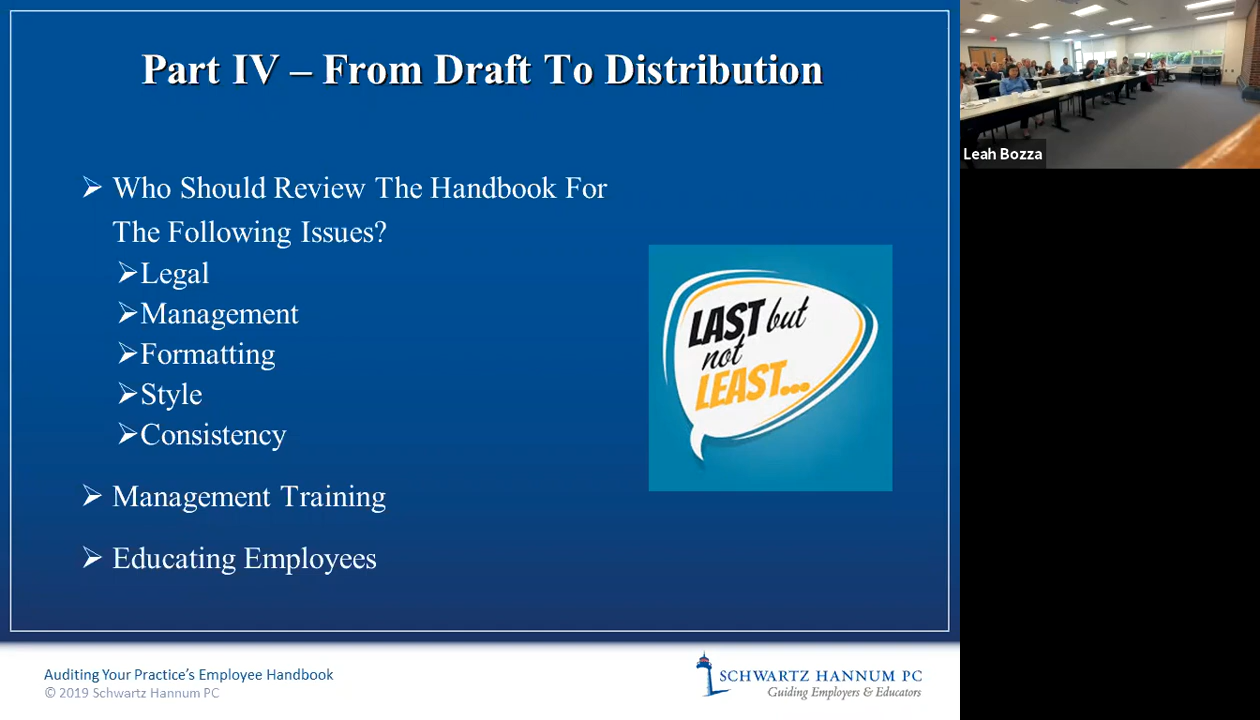 Part IV – From Draft To Distribution
Who Should Review The Handbook For
The Following Issues?
Legal
Management
Formatting
Style
Consistency
Management Training
Educating Employees
LAST but
not
LEAST...
Auditing Your Practice's Employee Handbook
© 2019 Schwartz Hannum PC
SCHWARTZ HANNUM PC
Guiding Employers & Educators
Leah Bozza